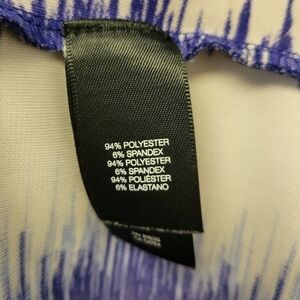 94% POLYESTER
6% SPANDEX
94% POLYESTER
6% SPANDEX
94% POLIÉSTER
6% ELASTANO